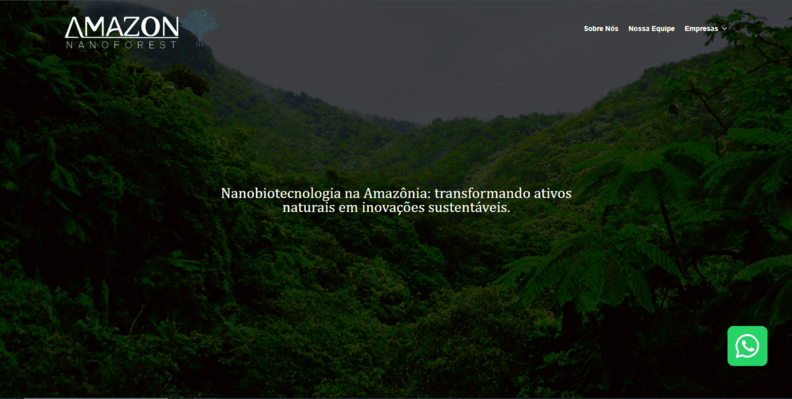 AMAZON
NANOFOREST
Sobre Nós Nossa Equipe Empresas
Nanobiotecnologia na Amazônia: transformando ativos
naturais em inovações sustentáveis.